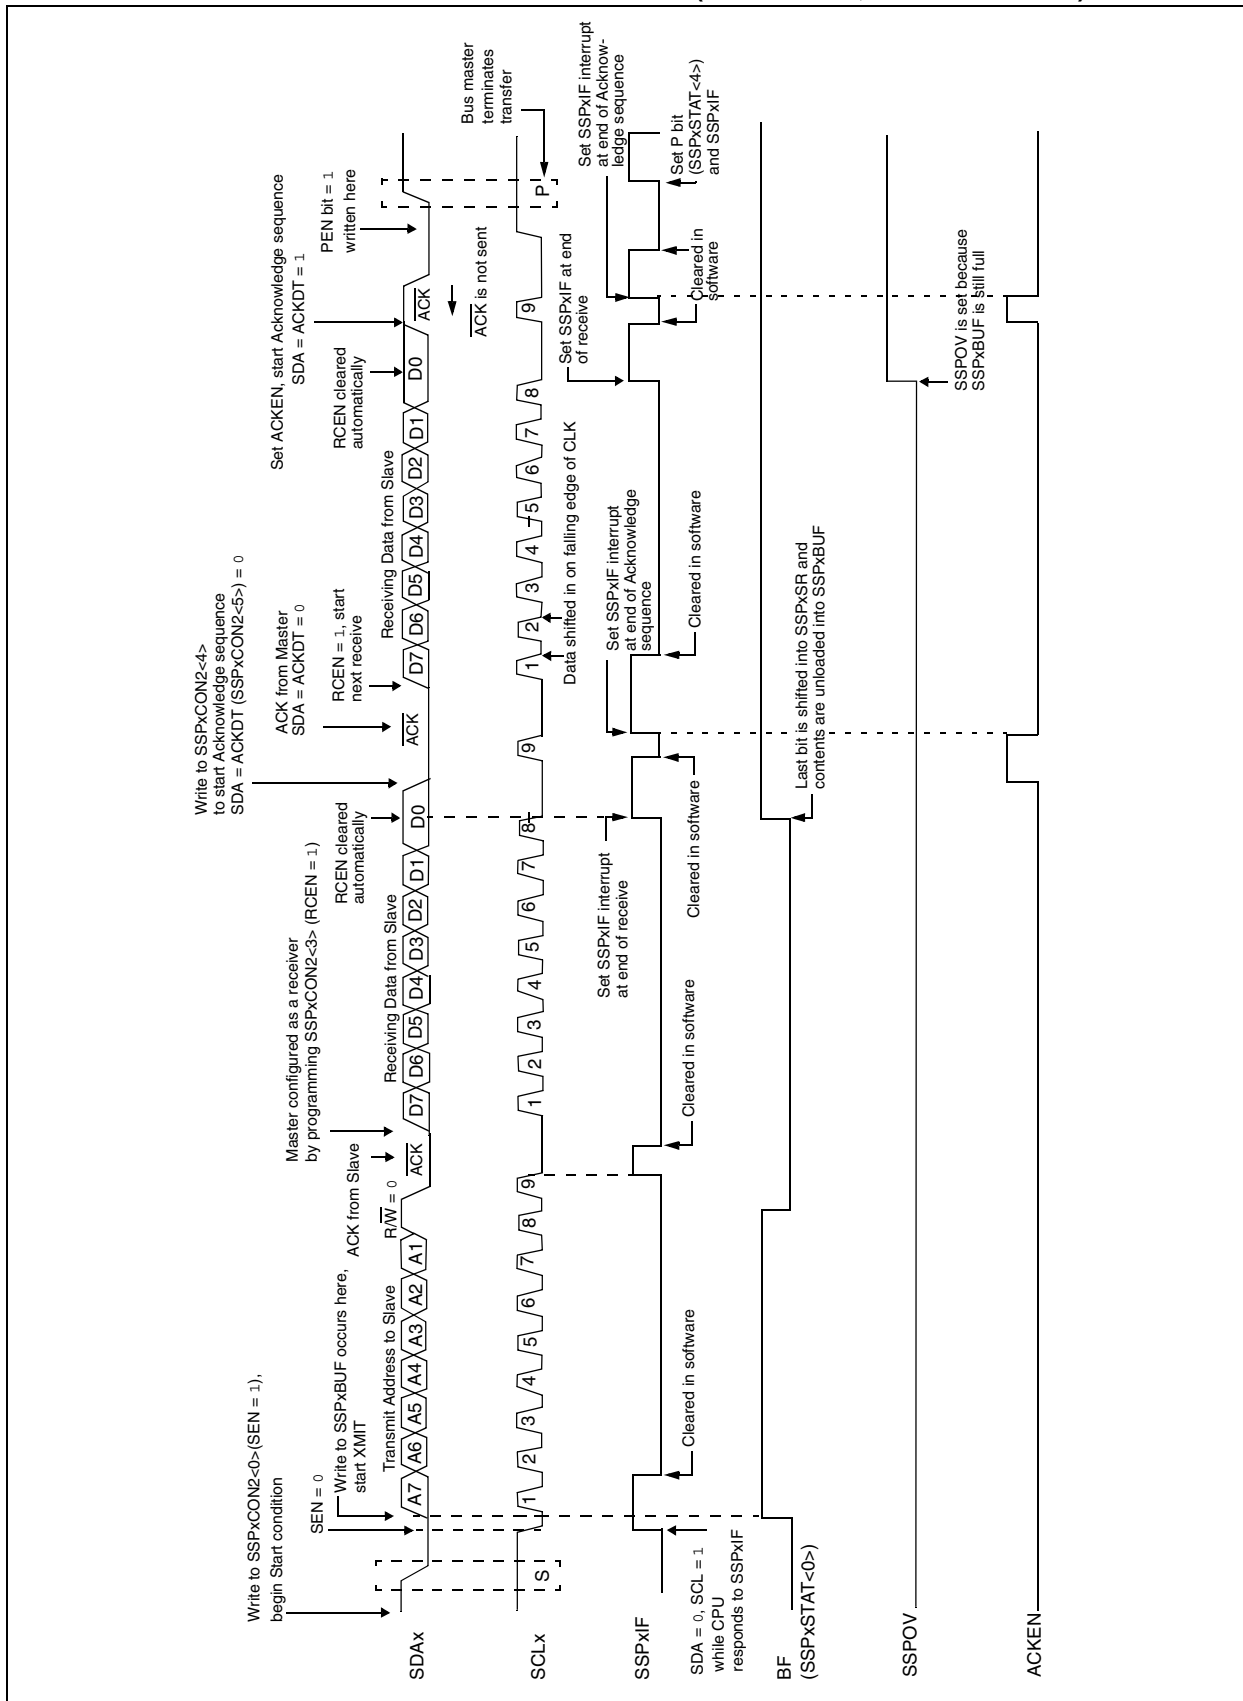 Write to SSPxCON2<0>(SEN = 1),
begin Start condition
SEN = 0
Write to SSPxBUF occurs here,
start XMIT
ACK from Slave
Master configured as a receiver
by programming SSPxCON2<3> (RCEN = 1)
RCEN cleared
automatically
Write to SSPxCON2<4>
to start Acknowledge sequence
SDA = ACKDT (SSPxCON2<5>) = 0
ACK from Master
SDA = ACKDT = 0
RCEN = 1, start
next receive
RCEN cleared
automatically
Set ACKEN, start Acknowledge sequence
SDA = ACKDT = 1
PEN bit = 1
written here
Transmit Address to Slave
R/W = 0
Receiving Data from Slave
Receiving Data from Slave
SDAx
A7 A6 A5 A4 A3 A2 A1
ACK
D7 D6 D5 D4 D3 D2 D1 D0
ACK
D7 D6 D5 D4 D3 D2 D1 D0
ACK
ACK is not sent
Bus master
terminates
transfer
SCLx
S
1 2 3 4 5 6 7 8 9
1 2 3 4 5 6 7 8 9
1 2 3 4 5 6 7 8 9
P
Data shifted in on falling edge of CLK
Set SSPxIF interrupt
at end of receive
Set SSPxIF interrupt
at end of Acknowledge
sequence
Set SSPxIF at end
of receive
Set SSPxIF interrupt
at end of Acknow-
ledge sequence
SSPxIF
SDA = 0, SCL = 1
while CPU
responds to SSPxIF
Cleared in software
Cleared in software
Cleared in software
Cleared in software
Cleared in
software
Set P bit
(SSPxSTAT<4>)
and SSPxIF
BF
(SSPxSTAT<0>)
Last bit is shifted into SSPxSR and
contents are unloaded into SSPxBUF
SSPOV
SSPOV is set because
SSPxBUF is still full
ACKEN